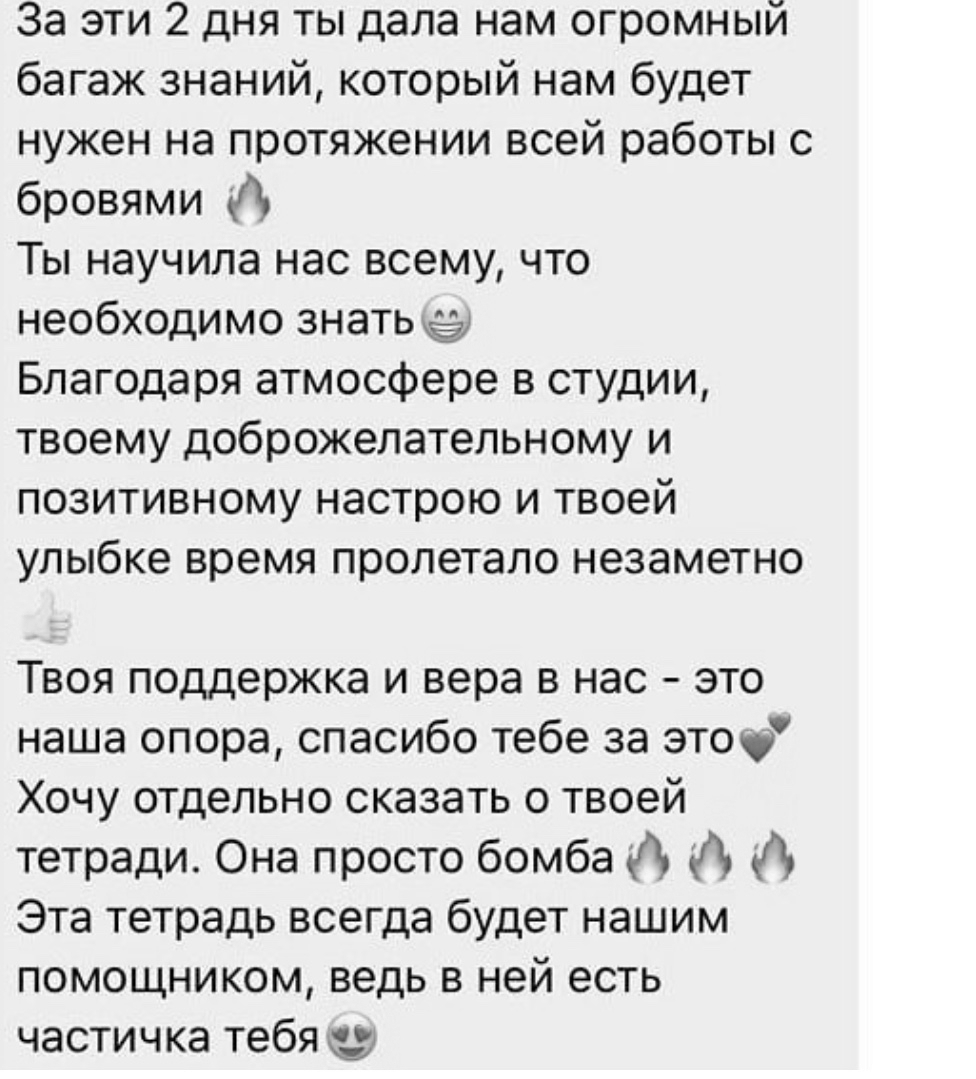 За эти 2 дня ты дала нам огромный
багаж знаний, который нам будет
нужен на протяжении всей работы с
бровями 🔥
Ты научила нас всему, что
необходимо знать😁
Благодаря атмосфере в студии,
твоему доброжелательному и
позитивному настрою и твоей
улыбке время пролетало незаметно
👍
Твоя поддержка и вера в нас - это
наша опора, спасибо тебе за это💕
Хочу отдельно сказать о твоей
тетради. Она просто бомба🔥🔥🔥
Эта тетрадь всегда будет нашим
помощником, ведь в ней есть
частичка тебя😍